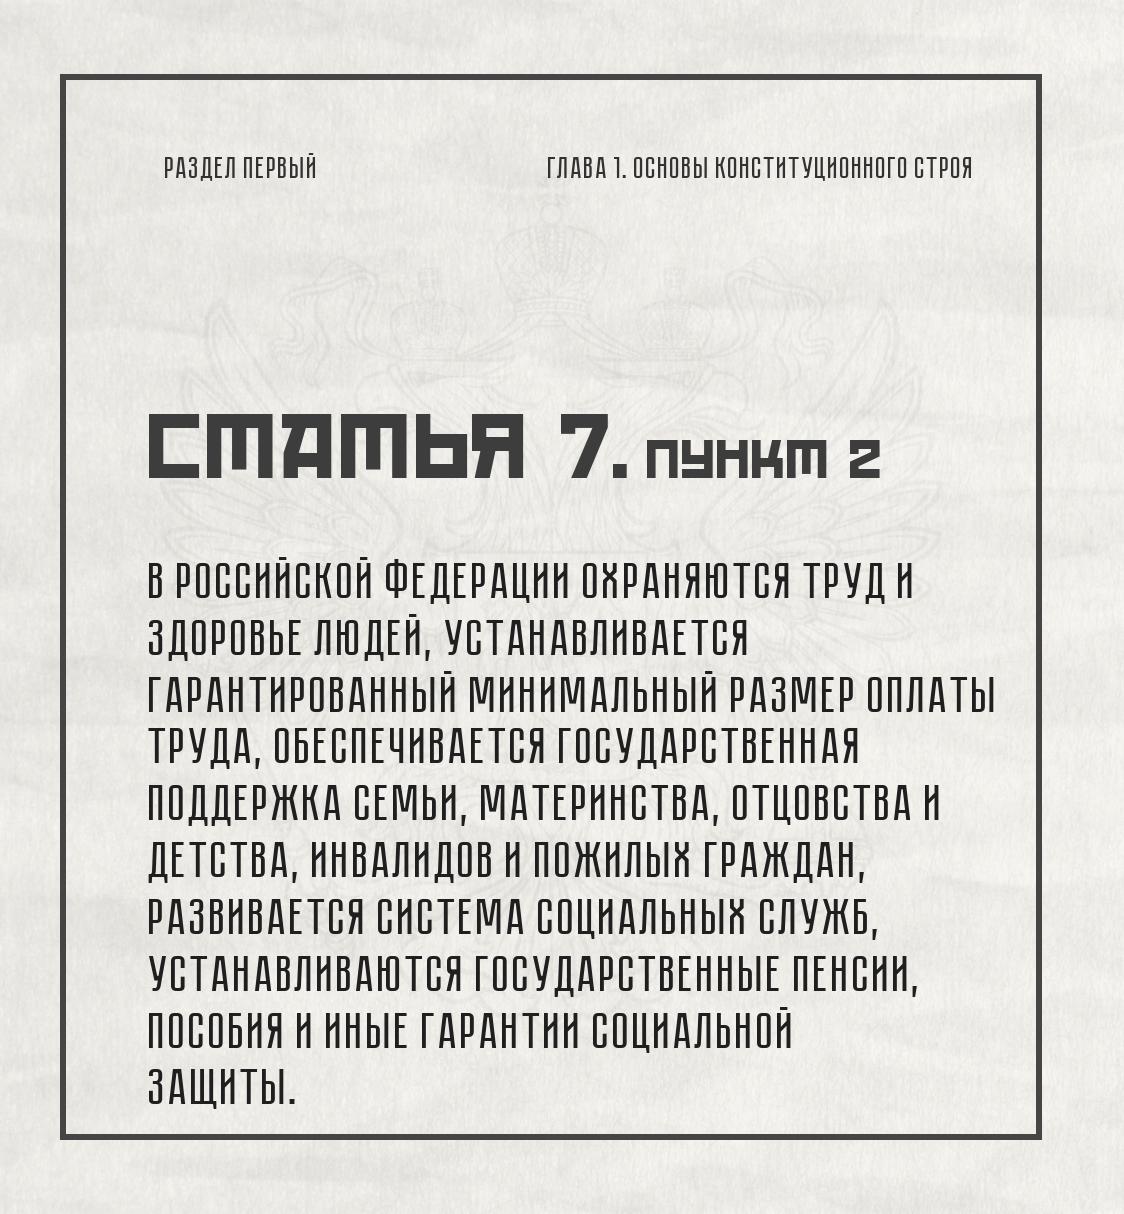 РАЗДЕЛ ПЕРВЫЙ
ГЛАВА 1. ОСНОВЫ КОНСТИТУЦИОННОГО СТРОЯ
СТАТЬЯ 7. ПУНКТ 2
В РОССИЙСКОЙ ФЕДЕРАЦИИ ОХРАНЯЮТСЯ ТРУД И
ЗДОРОВЬЕ ЛЮДЕЙ, УСТАНАВЛИВАЕТСЯ
ГАРАНТИРОВАННЫЙ МИНИМАЛЬНЫЙ РАЗМЕР ОПЛАТЫ
ТРУДА, ОБЕСПЕЧИВАЕТСЯ ГОСУДАРСТВЕННАЯ
ПОДДЕРЖКА СЕМЬИ, МАТЕРИНСТВА, ОТЦОВСТВА И
ДЕТСТВА, ИНВАЛИДОВ И ПОЖИЛЫХ ГРАЖДАН,
РАЗВИВАЕТСЯ СИСТЕМА СОЦИАЛЬНЫХ СЛУЖБ,
УСТАНАВЛИВАЮТСЯ ГОСУДАРСТВЕННЫЕ ПЕНСИИ,
ПОСОБИЯ И ИНЫЕ ГАРАНТИИ СОЦИАЛЬНОЙ
ЗАЩИТЫ.